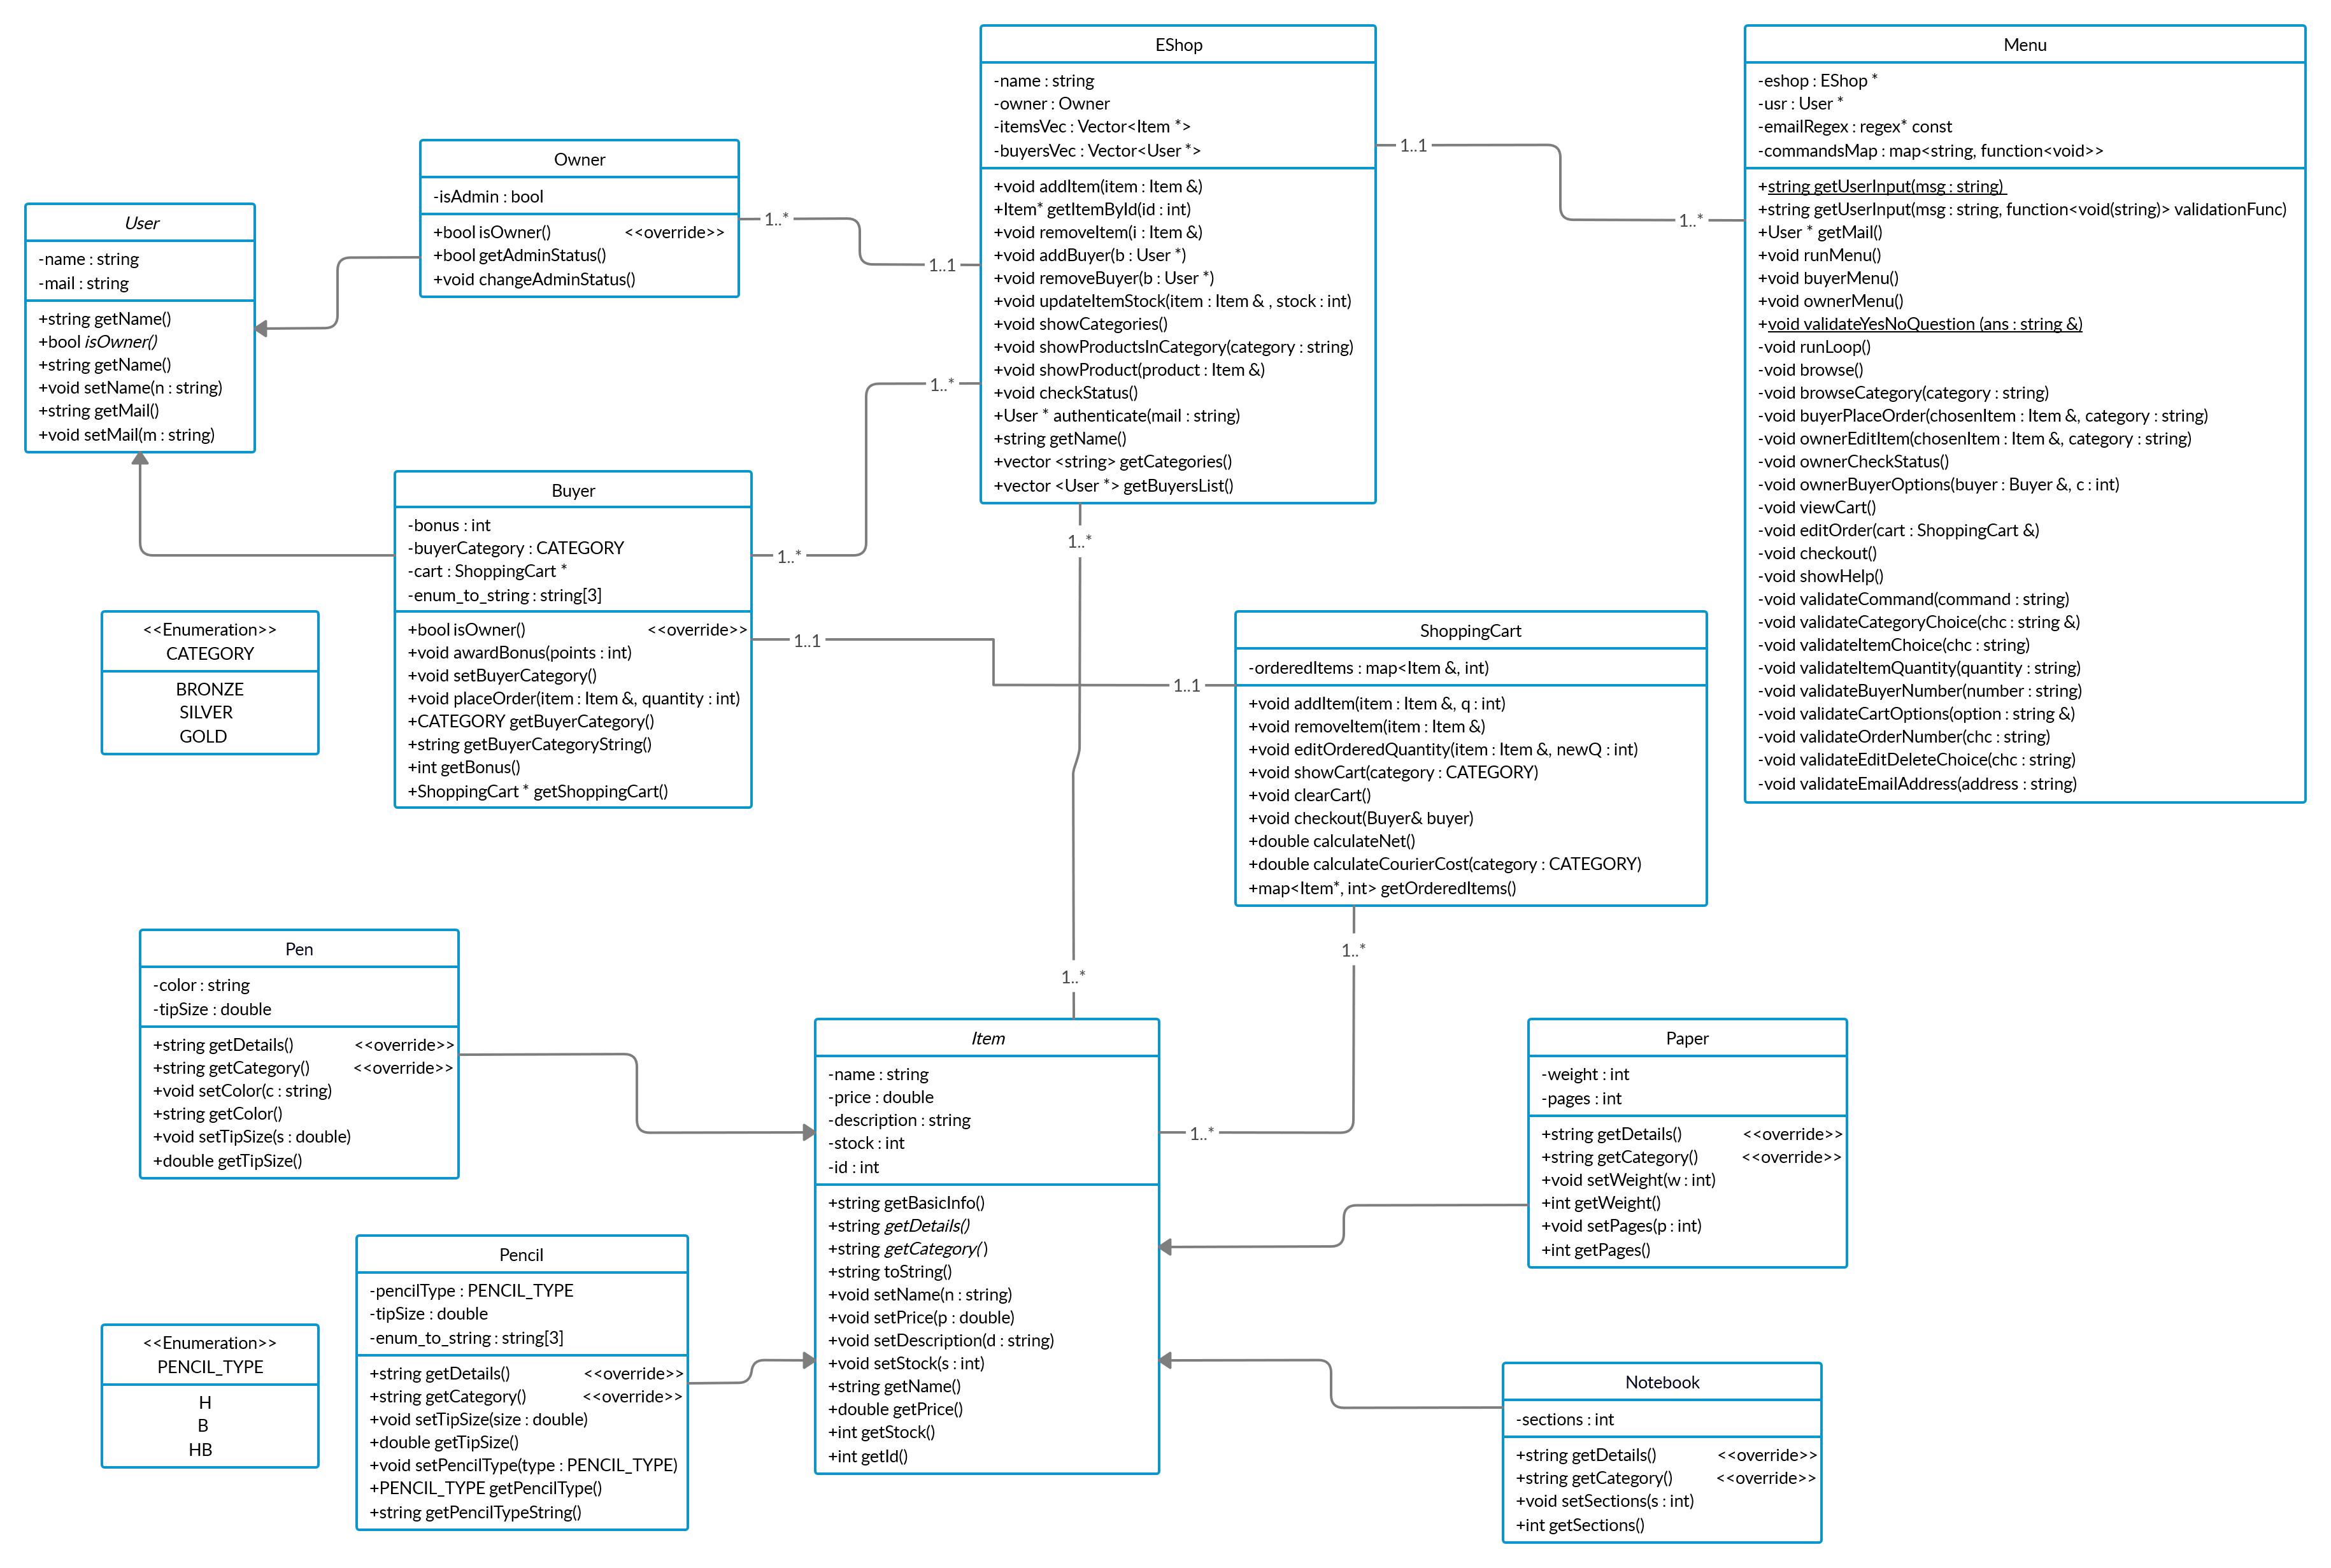 User
-name : string
-mail : string
+string getName()
+bool isOwner()
+string getName()
+void setName(n : string)
+string getMail()
+void setMail(m : string)
Owner
-isAdmin : bool
+bool isOwner() <<override>>
+bool getAdminStatus()
+void changeAdminStatus()
1..*
1..1
EShop
-name : string
-owner : Owner
-itemsVec : Vector<Item *>
-buyersVec : Vector<User *>
+void addItem(item : Item &)
+Item* getItemById(id : int)
+void removeItem(i : Item &)
+void addBuyer(b : User *)
+void removeBuyer(b : User *)
+void updateItemStock(item : Item & , stock : int)
+void showCategories()
+void showProductsInCategory(category : string)
+void showProduct(product : Item &)
+void checkStatus()
+User * authenticate(mail : string)
+string getName()
+vector <string> getCategories()
+vector <User *> getBuyersList()
1..1
1..*
Menu
-eshop : EShop *
-usr : User *
-emailRegex : regex* const
-commandsMap : map<string, function<void>>
+string getUserInput(msg : string)
+string getUserInput(msg : string, function<void(string)> validationFunc)
+User * getMail()
+void runMenu()
+void buyerMenu()
+void ownerMenu()
+void validateYesNoQuestion (ans : string &)
-void runLoop()
-void browse()
-void browseCategory(category : string)
-void buyerPlaceOrder(chosenItem : Item &, category : string)
-void ownerEditItem(chosenItem : Item &, category : string)
-void ownerCheckStatus()
-void ownerBuyerOptions(buyer : Buyer &, c : int)
-void viewCart()
-void editOrder(cart : ShoppingCart &)
-void checkout()
-void showHelp()
-void validateCommand(command : string)
-void validateCategoryChoice(chc : string &)
-void validateItemChoice(chc : string)
-void validateItemQuantity(quantity : string)
-void validateBuyerNumber(number : string)
-void validateCartOptions(option : string &)
-void validateOrderNumber(chc : string)
-void validateEditDeleteChoice(chc : string)
-void validateEmailAddress(address : string)
1..*
1..*
Buyer
-bonus : int
-buyerCategory : CATEGORY
-cart : ShoppingCart *
-enum_to_string : string[3]
+bool isOwner() <<override>>
+void awardBonus(points : int)
+void setBuyerCategory()
+void placeOrder(item : Item &, quantity : int)
+CATEGORY getBuyerCategory()
+string getBuyerCategoryString()
+int getBonus()
+ShoppingCart * getShoppingCart()
<<Enumeration>>
CATEGORY
BRONZE
SILVER
GOLD
1..1
1..1
1..*
1..*
ShoppingCart
-orderedItems : map<Item &, int)
+void addItem(item : Item &, q : int)
+void removeItem(item : Item &)
+void editOrderedQuantity(item : Item &, newQ : int)
+void showCart(category : CATEGORY)
+void clearCart()
+void checkout(Buyer& buyer)
+double calculateNet()
+double calculateCourierCost(category : CATEGORY)
+map<Item*, int> getOrderedItems()
1..*
1..*
Pen
-color : string
-tipSize : double
+string getDetails() <<override>>
+string getCategory() <<override>>
+void setColor(c : string)
+string getColor()
+void setTipSize(s : double)
+double getTipSize()
Item
-name : string
-price : double
-description : string
-stock : int
-id : int
+string getBasicInfo()
+string getDetails()
+string getCategory()
+string toString()
+void setName(n : string)
+void setPrice(p : double)
+void setDescription(d : string)
+void setStock(s : int)
+string getName()
+double getPrice()
+int getStock()
+int getId()
Paper
-weight : int
-pages : int
+string getDetails() <<override>>
+string getCategory() <<override>>
+void setWeight(w : int)
+int getWeight()
+void setPages(p : int)
+int getPages()
Pencil
-pencilType : PENCIL_TYPE
-tipSize : double
-enum_to_string : string[3]
+string getDetails() <<override>>
+string getCategory() <<override>>
+void setTipSize(size : double)
+double getTipSize()
+void setPencilType(type : PENCIL_TYPE)
+PENCIL_TYPE getPencilType()
+string getPencilTypeString()
<<Enumeration>>
PENCIL_TYPE
H
B
HB
Notebook
-sections : int
+string getDetails() <<override>>
+string getCategory() <<override>>
+void setSections(s : int)
+int getSections()